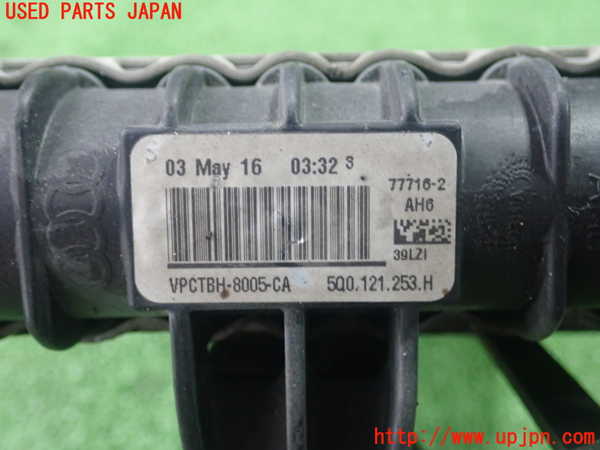 USED PARTS JAPAN
03 May 16 03:32 3
77716-2
AH6
39LZI
VPCTBH-8005-CA 5Q0.121.253.H
http://www.upjpn.com